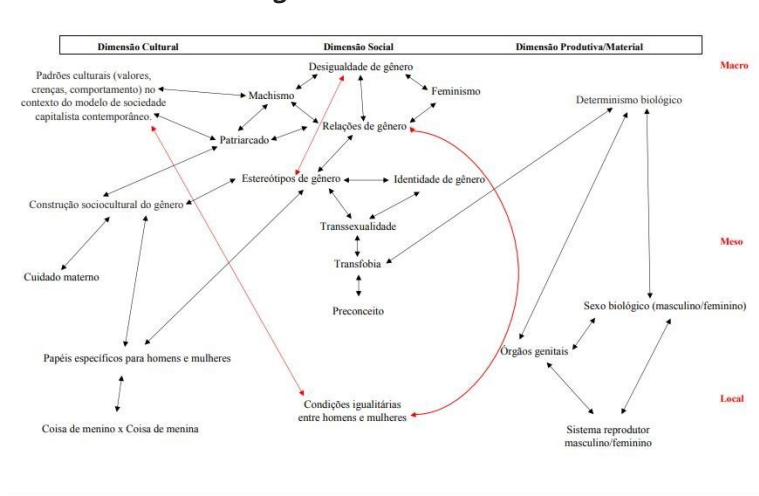 Dimensão Cultural
Dimensão Social
Dimensão Produtiva/Material
Macro
Desigualdade de gênero
Padrões culturais (valores,
crenças, comportamento) no
contexto do modelo de sociedade
capitalista contemporâneo.
Machismo
Feminismo
Determinismo biológico
Relações de gênero
Patriarcado
Estereótipos de gênero
Identidade de gênero
Construção sociocultural do gênero
Transsexualidade
Meso
Transfobia
Cuidado materno
Preconceito
Sexo biológico (masculino/feminino)
Órgãos genitais
Papéis específicos para homens e mulheres
Local
Condições igualitárias
entre homens e mulheres
Coisa de menino x Coisa de menina
Sistema reprodutor
masculino/feminino